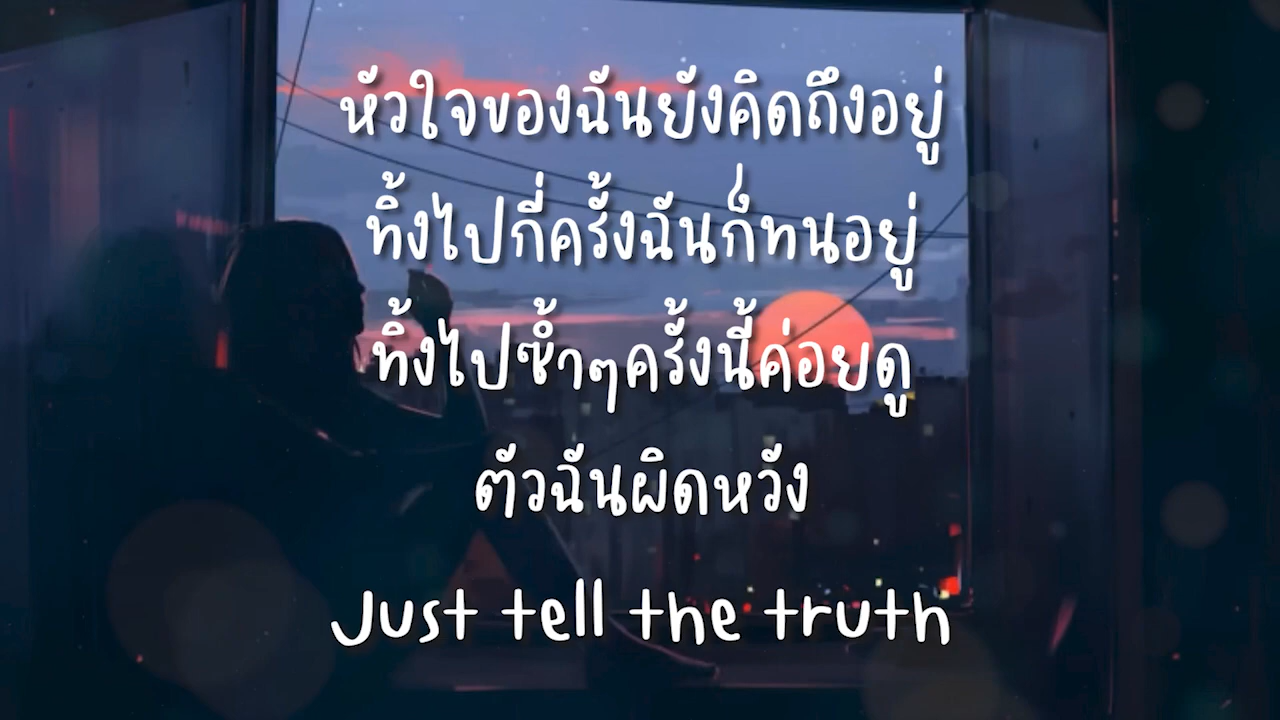 หัวใจของฉันยังคิดถึงอยู่
ทิ้งไปกี่ครั้งฉันก็ทนอยู่
ทิ้งไปซ้ำๆครั้งนี้ค่อยดู
ตัวฉันผิดหวัง
Just tell the truth